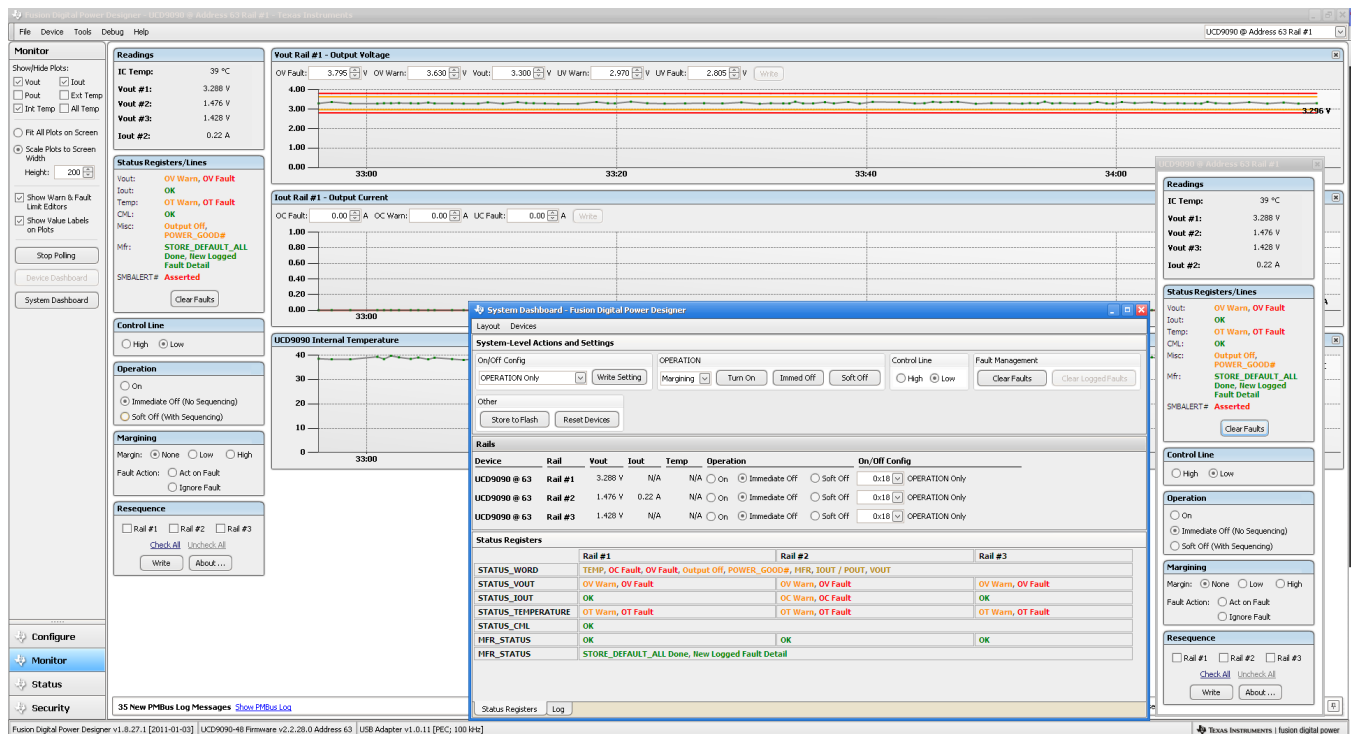 Fusion Digital Power Designer - UCD9090 @ Address 63 Rail #1 - Texas Instruments
File Device Tools Debug Help
UCD9090 @ Address 63 Rail #1
Monitor
Show/Hide Plots:
Vout Iout
Pout Ext Temp
Int Temp All Temp
Fit All Plots on Screen
Scale Plots to Screen
Width
Height: 200
Show Warn & Fault
Limit Editors
Show Value Labels
on Plots
Stop Polling
Device Dashboard
System Dashboard
Configure
Monitor
Status
Security
Readings
IC Temp: 39 °C
Vout #1: 3.288 V
Vout #2: 1.476 V
Vout #3: 1.428 V
Iout #2: 0.22 A
Status Registers/Lines
Vout: OV Warn, OV Fault
Iout: OK
Temp: OT Warn, OT Fault
CML: OK
Misc: Output Off,
POWER_GOOD#
Mfr: STORE_DEFAULT_ALL
Done, New Logged
Fault Detail
SMBALERT# Asserted
Clear Faults
Control Line
High Low
Operation
On
Immediate Off (No Sequencing)
Soft Off (With Sequencing)
Margining
Margin: None Low High
Fault Action: Act on Fault
Ignore Fault
Resequence
Rail #1 Rail #2 Rail #3
Check All Uncheck All
Write About ...
Vout Rail #1 - Output Voltage
OV Fault: 3.795 V OV Warn: 3.630 V Vout: 3.300 V UV Warn: 2.970 V UV Fault: 2.805 V Write
4.00
3.00
2.00
1.00
0.00
3.296 V
33:00 33:20 33:40 34:00
Iout Rail #1 - Output Current
OC Fault: 0.00 A OC Warn: 0.00 A UC Fault: 0.00 A Write
1.00
0.80
0.60
0.40
0.20
0.00
33:00
UCD9090 Internal Temperature
40
30
20
10
0
33:00
System Dashboard - Fusion Digital Power Designer
Layout Devices
System-Level Actions and Settings
On/Off Config OPERATION Control Line Fault Management
OPERATION Only Write Setting Margining Turn On Immed Off Soft Off High Low Clear Faults Clear Logged Faults
Other
Store to Flash Reset Devices
Rails
Device Rail Vout Iout Temp Operation On/Off Config
UCD9090 @ 63 Rail #1 3.288 V N/A N/A On Immediate Off Soft Off 0x18 OPERATION Only
UCD9090 @ 63 Rail #2 1.476 V 0.22 A N/A On Immediate Off Soft Off 0x18 OPERATION Only
UCD9090 @ 63 Rail #3 1.428 V N/A N/A On Immediate Off Soft Off 0x18 OPERATION Only
Status Registers
Rail #1 Rail #2 Rail #3
STATUS_WORD TEMP, OC Fault, OV Fault, Output Off, POWER_GOOD#, MFR, IOUT / POUT, VOUT
STATUS_VOUT OV Warn, OV Fault OV Warn, OV Fault OV Warn, OV Fault
STATUS_IOUT OK OC Warn, OC Fault OK
STATUS_TEMPERATURE OT Warn, OT Fault OT Warn, OT Fault OT Warn, OT Fault
STATUS_CML OK
MFR_STATUS OK OK OK
MFR_STATUS STORE_DEFAULT_ALL Done, New Logged Fault Detail
Status Registers Log
UCD9090 @ Address 63 Rail #1
Readings
IC Temp: 39 °C
Vout #1: 3.288 V
Vout #2: 1.476 V
Vout #3: 1.428 V
Iout #2: 0.22 A
Status Registers/Lines
Vout: OV Warn, OV Fault
Iout: OK
Temp: OT Warn, OT Fault
CML: OK
Misc: Output Off,
POWER_GOOD#
Mfr: STORE_DEFAULT_ALL
Done, New Logged
Fault Detail
SMBALERT# Asserted
Clear Faults
Control Line
High Low
Operation
On
Immediate Off (No Sequencing)
Soft Off (With Sequencing)
Margining
Margin: None Low High
Fault Action: Act on Fault
Ignore Fault
Resequence
Rail #1 Rail #2 Rail #3
Check All Uncheck All
Write About ...
35 New PMBus Log Messages Show PMBus Log
Fusion Digital Power Designer v1.8.27.1 [2011-01-03] UCD9090-48 Firmware v2.2.28.0 Address 63 USB Adapter v1.0.11 [PEC; 100 kHz] TEXAS INSTRUMENTS | fusion digital power